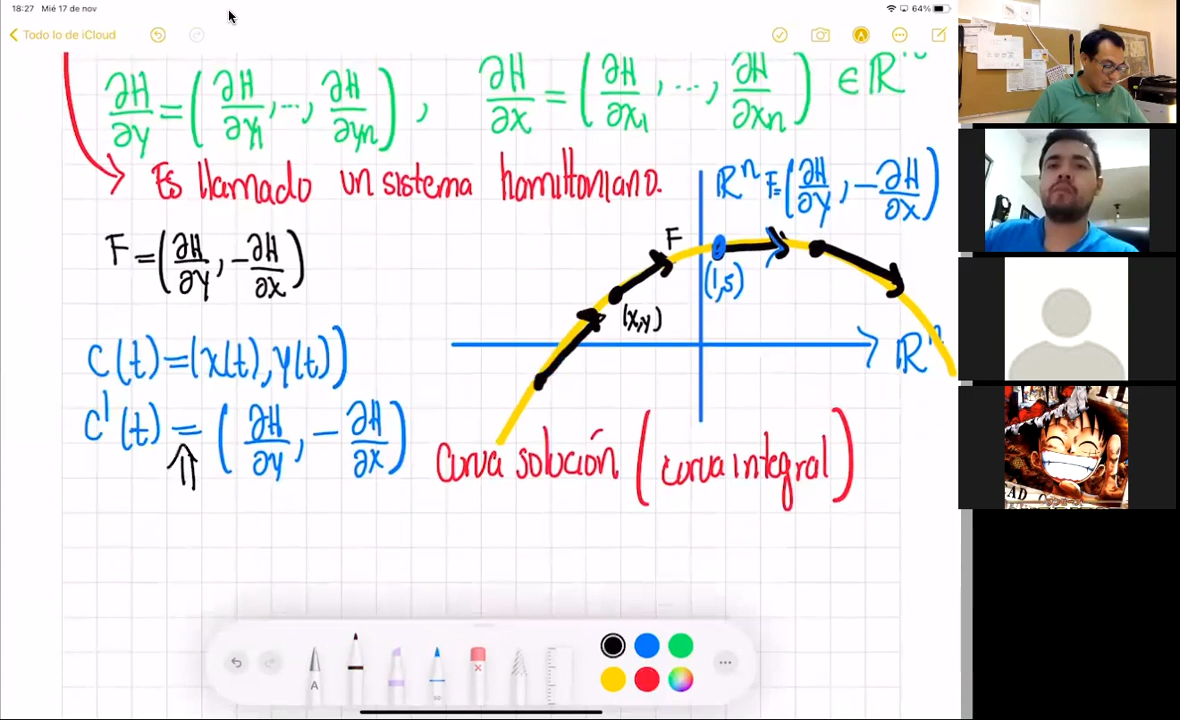 18:27 Mié 17 de nov
64%
Todo lo de iCloud
∂H/∂y = (∂H/∂y1, ..., ∂H/∂yn), ∂H/∂x = (∂H/∂x1, ..., ∂H/∂xn) ∈ ℝ
Es llamado un sistema hamiltoniano.
ℝⁿ F=(∂H/∂y, -∂H/∂x)
F = (∂H/∂y, -∂H/∂x)
F
(1,5)
(x,y)
C(t) = (x(t), y(t))
ℝⁿ
C'(t) = (∂H/∂y, -∂H/∂x)
Curva solución (curva integral)
A
50